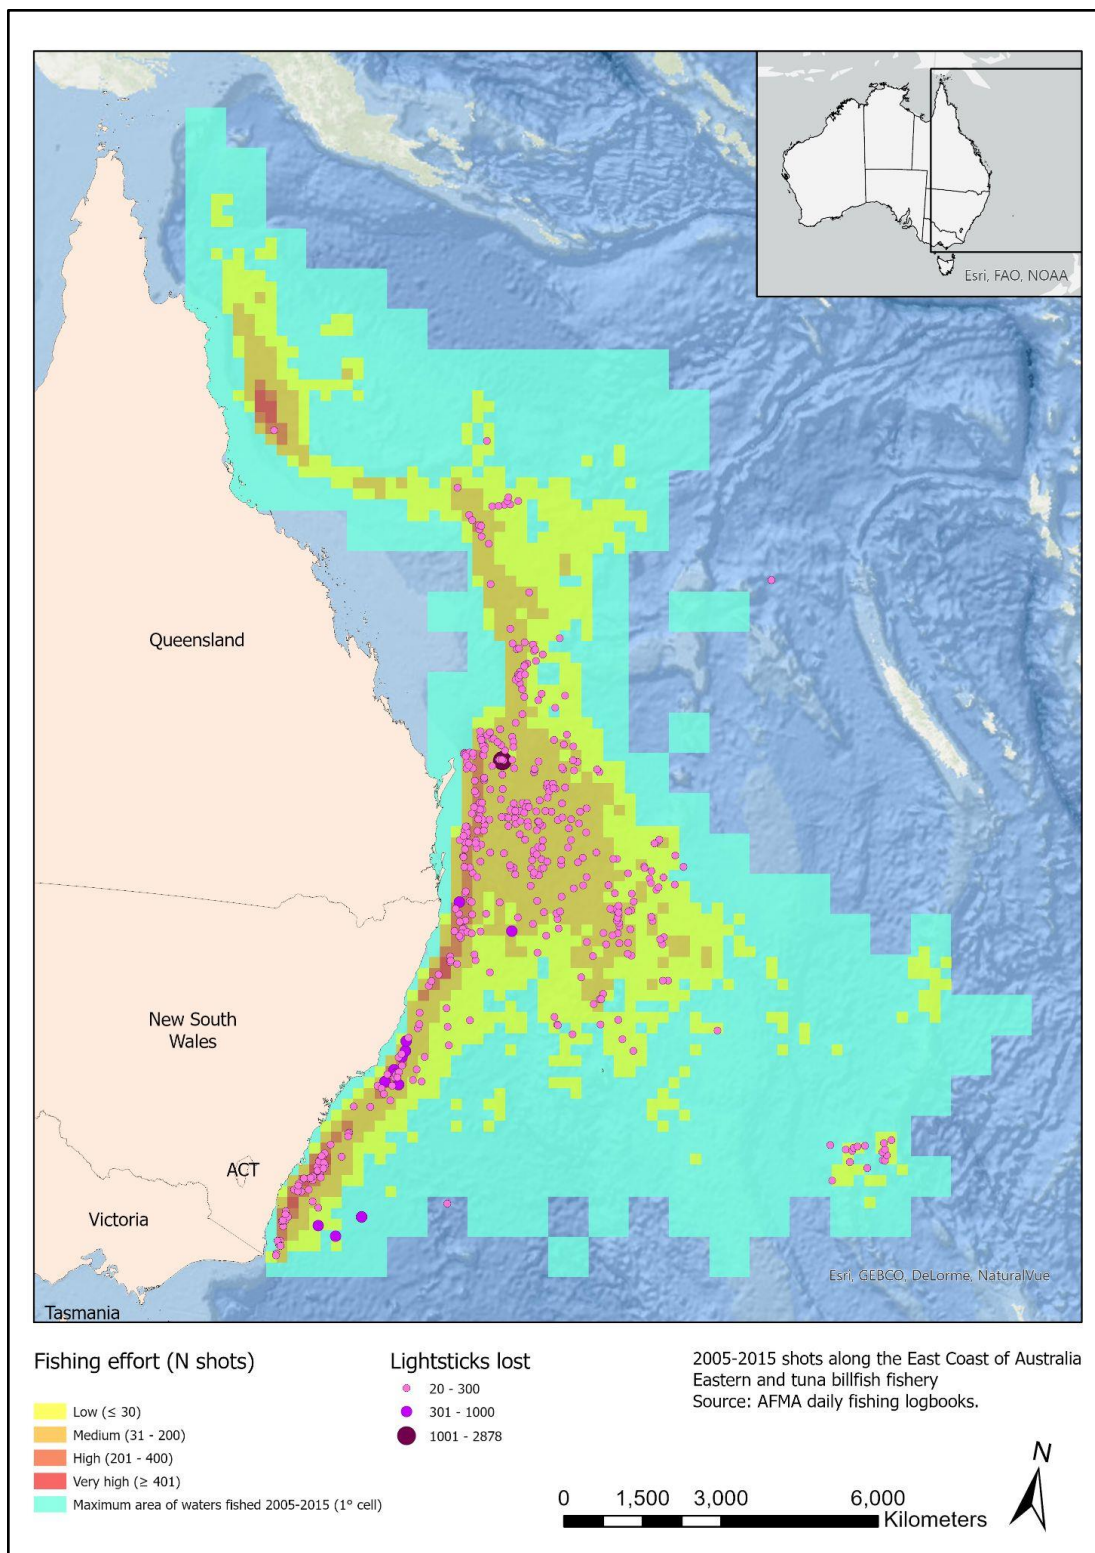 Esri, FAO, NOAA
Queensland
New South
Wales
ACT
Victoria
Tasmania
Esri, GEBCO, DeLorme, NaturalVue
Fishing effort (N shots)
Low (≤ 30)
Medium (31 - 200)
High (201 - 400)
Very high (≥ 401)
Maximum area of waters fished 2005-2015 (1° cell)
Lightsticks lost
20 - 300
301 - 1000
1001 - 2878
2005-2015 shots along the East Coast of Australia
Eastern and tuna billfish fishery
Source: AFMA daily fishing logbooks.
N
0 1,500 3,000 6,000
Kilometers